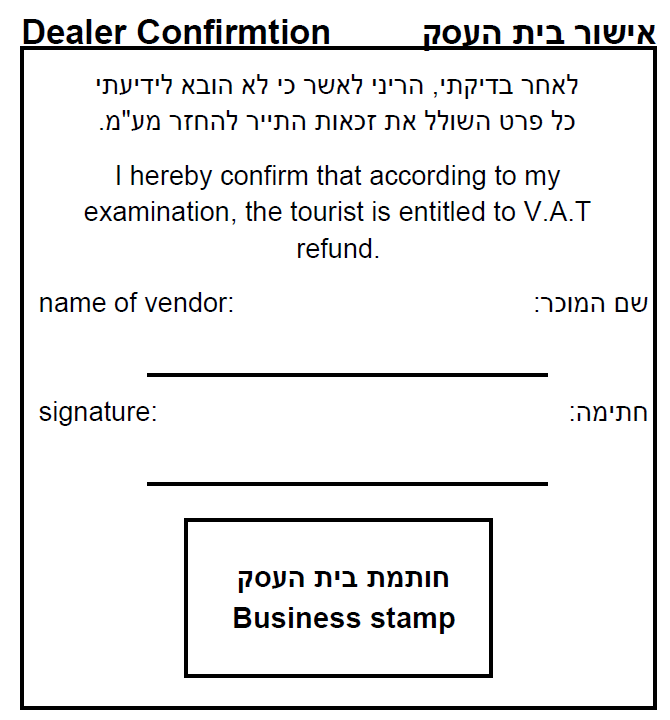 Dealer Confirmtion אישור בית העסק
לאחר בדיקתי, הריני לאשר כי לא הובא לידיעתי
כל פרט השולל את זכאות התייר להחזר מע"מ.
I hereby confirm that according to my
examination, the tourist is entitled to V.A.T
refund.
name of vendor: שם המוכר:
signature: חתימה:
חותמת בית העסק
Business stamp